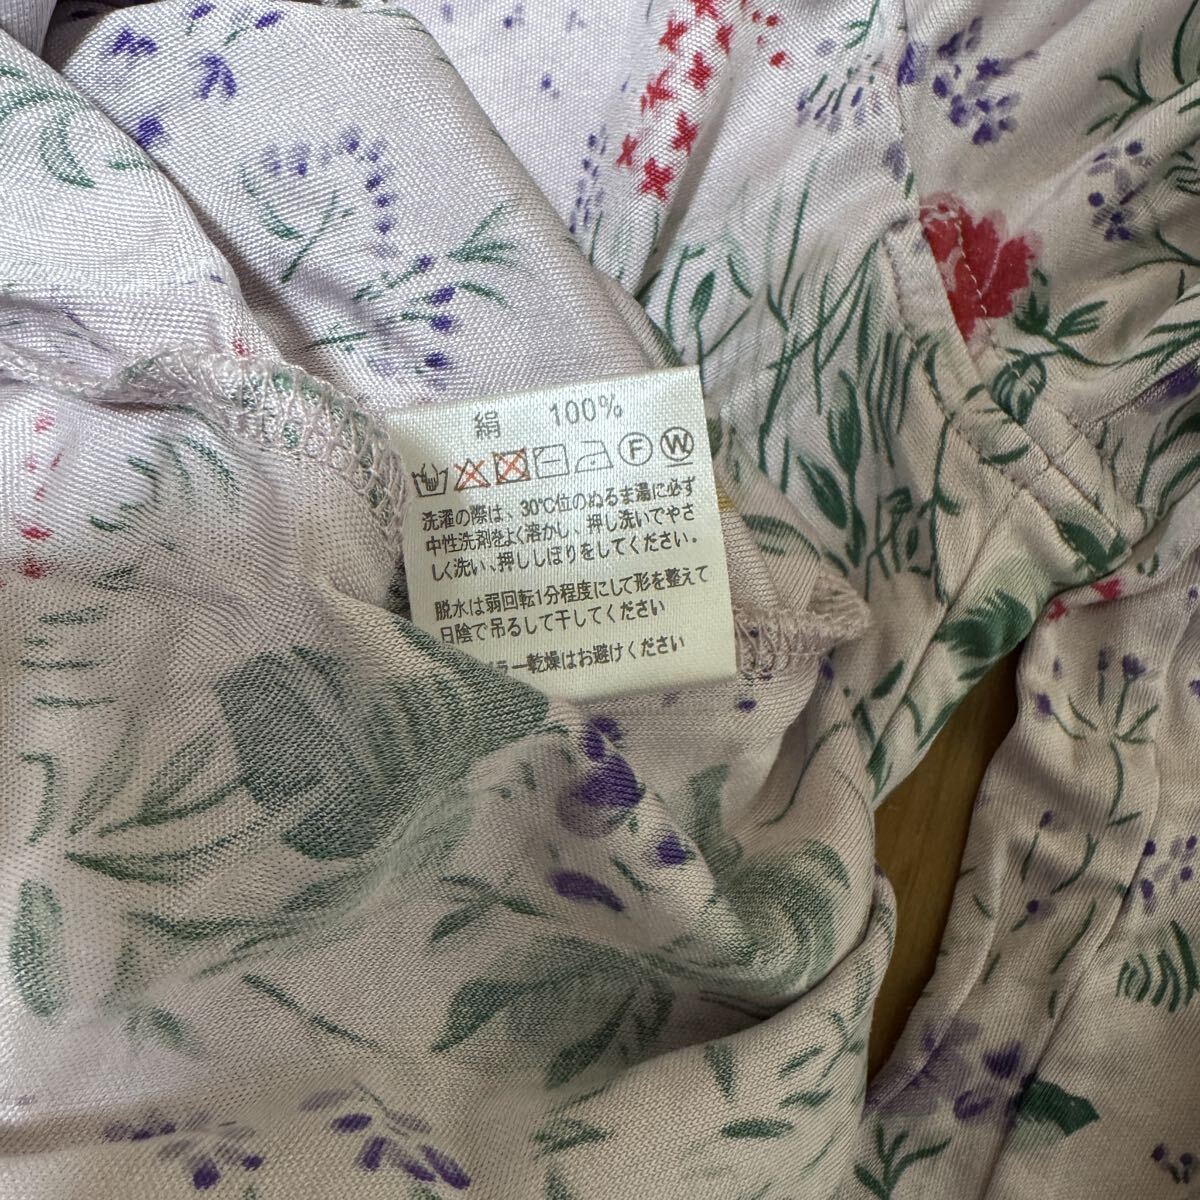 絹 100%
F W
洗濯の際は、30℃位のぬるま湯に必ず
中性洗剤をよく溶かし、押し洗いでやさ
しく洗い、押ししぼりをしてください。
脱水は弱回転1分程度にして形を整えて
日陰で吊るして干してください
ラー乾燥はお避けください